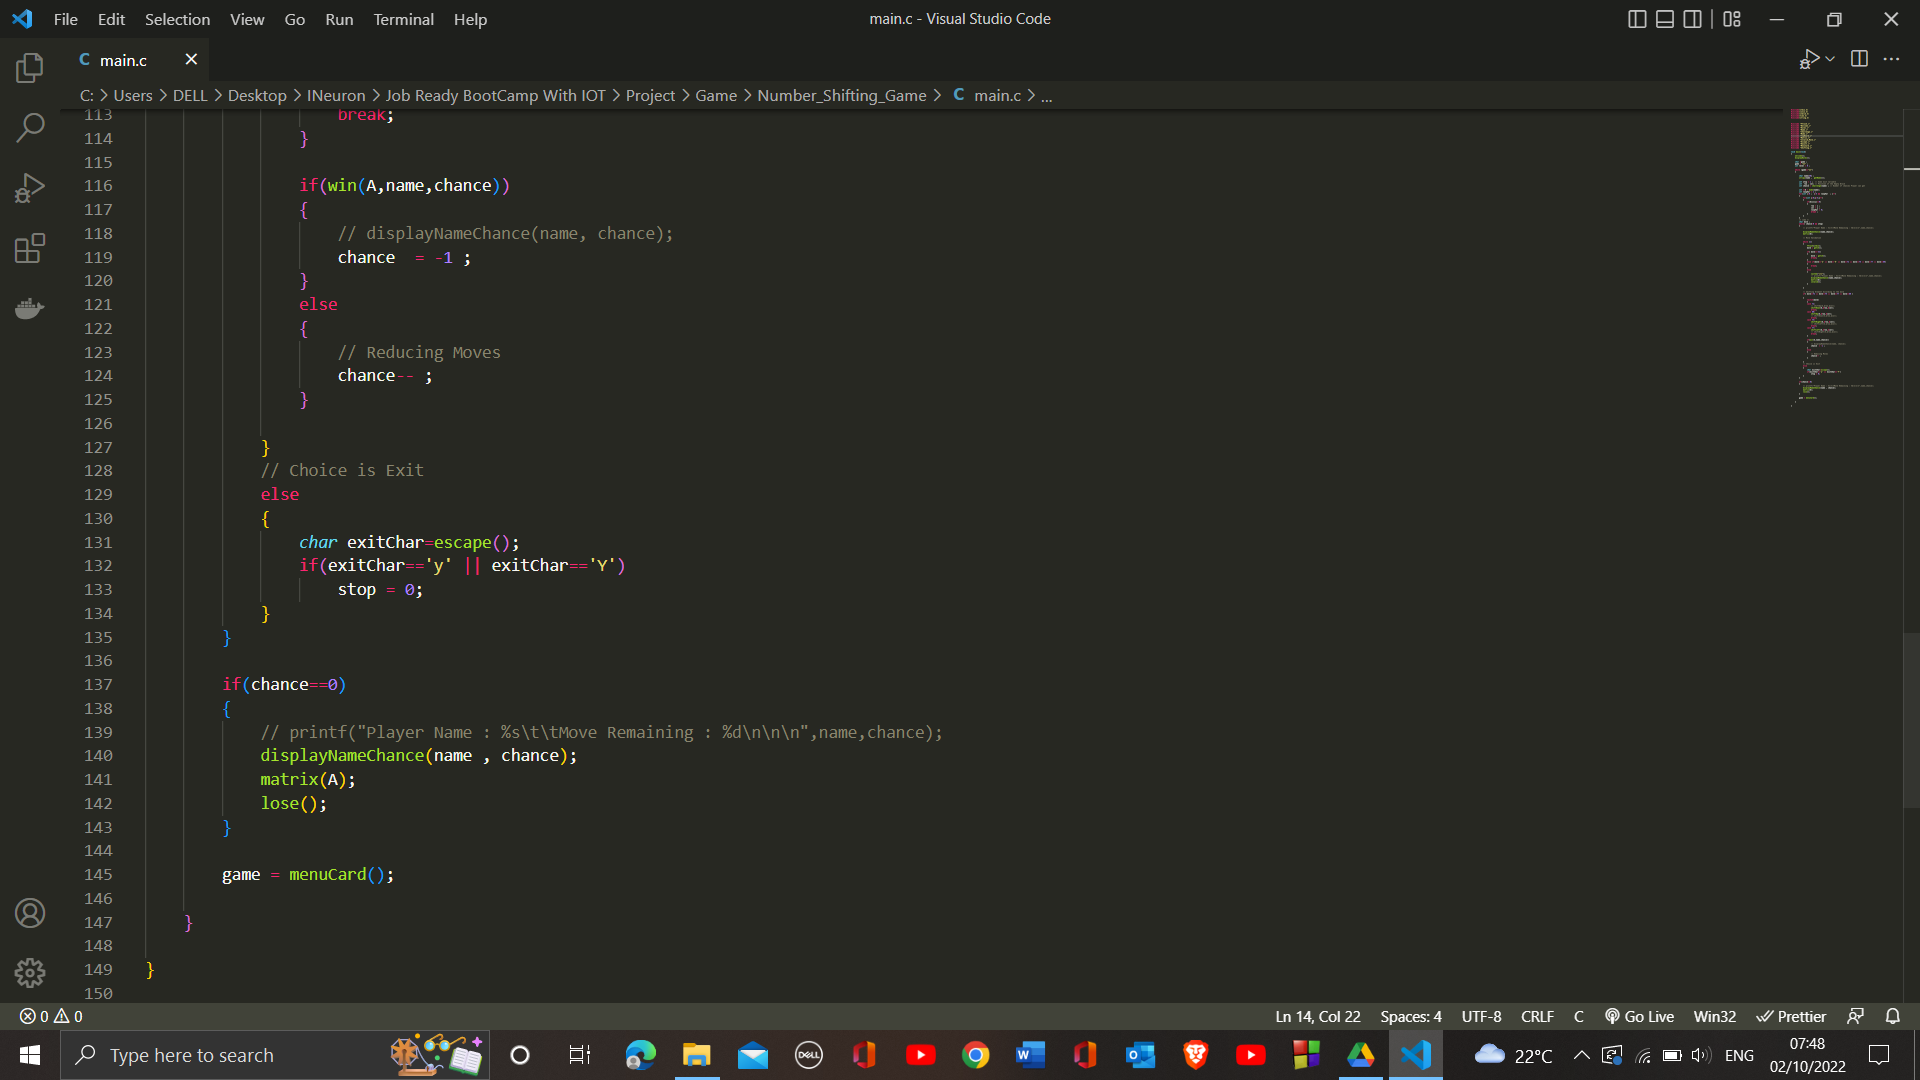 File Edit Selection View Go Run Terminal Help main.c - Visual Studio Code
C main.c
C: > Users > DELL > Desktop > INeuron > Job Ready BootCamp With IOT > Project > Game > Number_Shifting_Game > C main.c > ...
113 break;
114 }
115
116 if(win(A,name,chance))
117 {
118 // displayNameChance(name, chance);
119 chance  = -1 ;
120 }
121 else
122 {
123 // Reducing Moves
124 chance-- ;
125 }
126
127 }
128 // Choice is Exit
129 else
130 {
131 char exitChar=escape();
132 if(exitChar=='y' || exitChar=='Y')
133 stop = 0;
134 }
135 }
136
137 if(chance==0)
138 {
139 // printf("Player Name : %s\t\tMove Remaining : %d\n\n\n",name,chance);
140 displayNameChance(name , chance);
141 matrix(A);
142 lose();
143 }
144
145 game = menuCard();
146
147 }
148
149 }
150
0 0 Ln 14, Col 22 Spaces: 4 UTF-8 CRLF C Go Live Win32 Prettier
Type here to search DELL 22°C ENG 07:48
02/10/2022